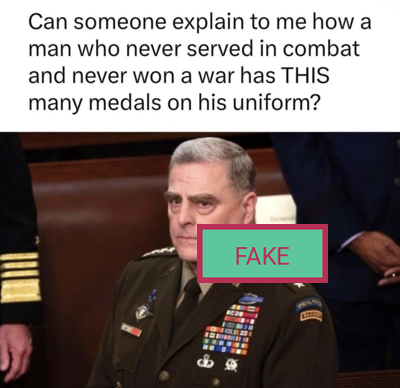 Can someone explain to me how a
man who never served in combat
and never won a war has THIS
many medals on his uniform?
FAKE